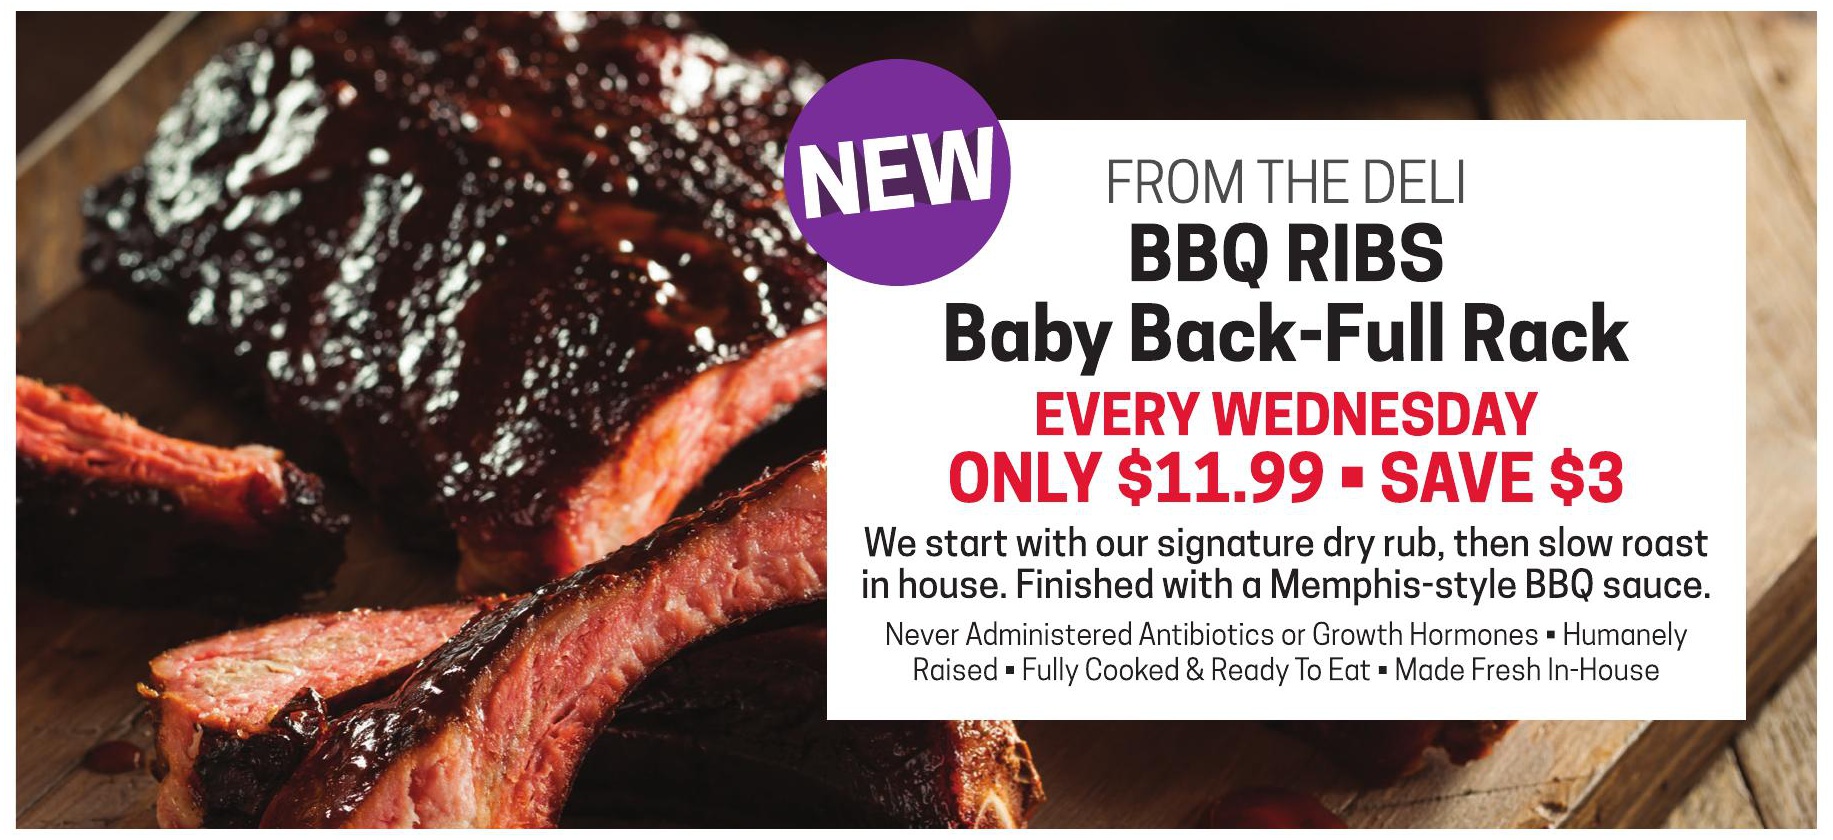 NEW
FROM THE DELI
BBQ RIBS
Baby Back-Full Rack
EVERY WEDNESDAY
ONLY $11.99 ▪ SAVE $3
We start with our signature dry rub, then slow roast
in house. Finished with a Memphis-style BBQ sauce.
Never Administered Antibiotics or Growth Hormones ▪ Humanely
Raised ▪ Fully Cooked & Ready To Eat ▪ Made Fresh In-House